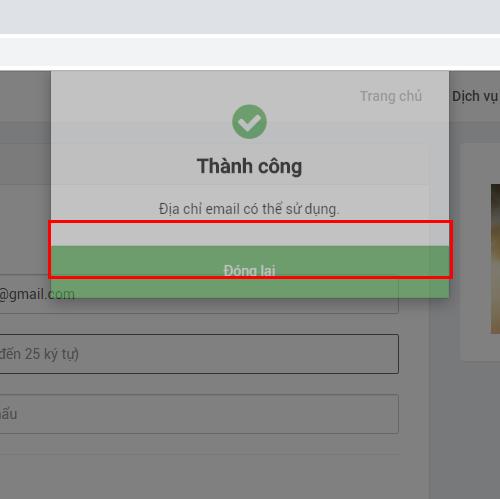 Trang chủ
Dịch vụ
Thành công
Địa chỉ email có thể sử dụng.
Đóng lại
@gmail.com
đến 25 ký tự)